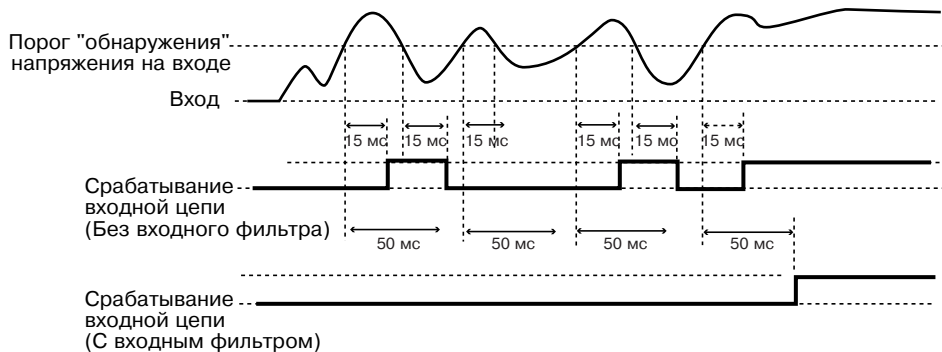 Порог "обнаружения"
напряжения на входе
Вход
15 мс 15 мс 15 мс 15 мс 15 мс 15 мс
Срабатывание
входной цепи
(Без входного фильтра)
50 мс 50 мс 50 мс 50 мс
Срабатывание
входной цепи
(С входным фильтром)